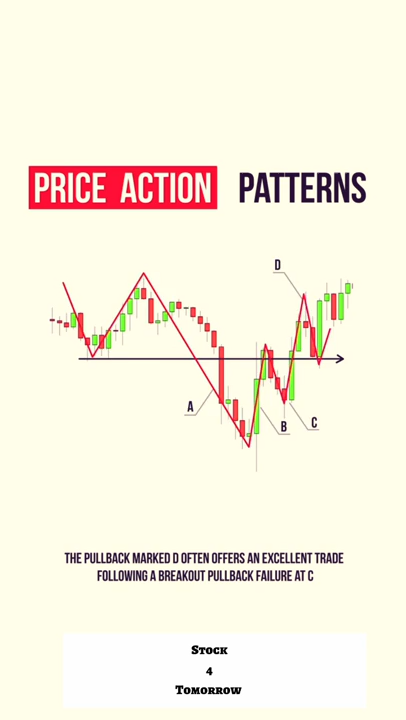 PRICE ACTION PATTERNS
D
A
B
C
THE PULLBACK MARKED D OFTEN OFFERS AN EXCELLENT TRADE
FOLLOWING A BREAKOUT PULLBACK FAILURE AT C
Stock
4
Tomorrow